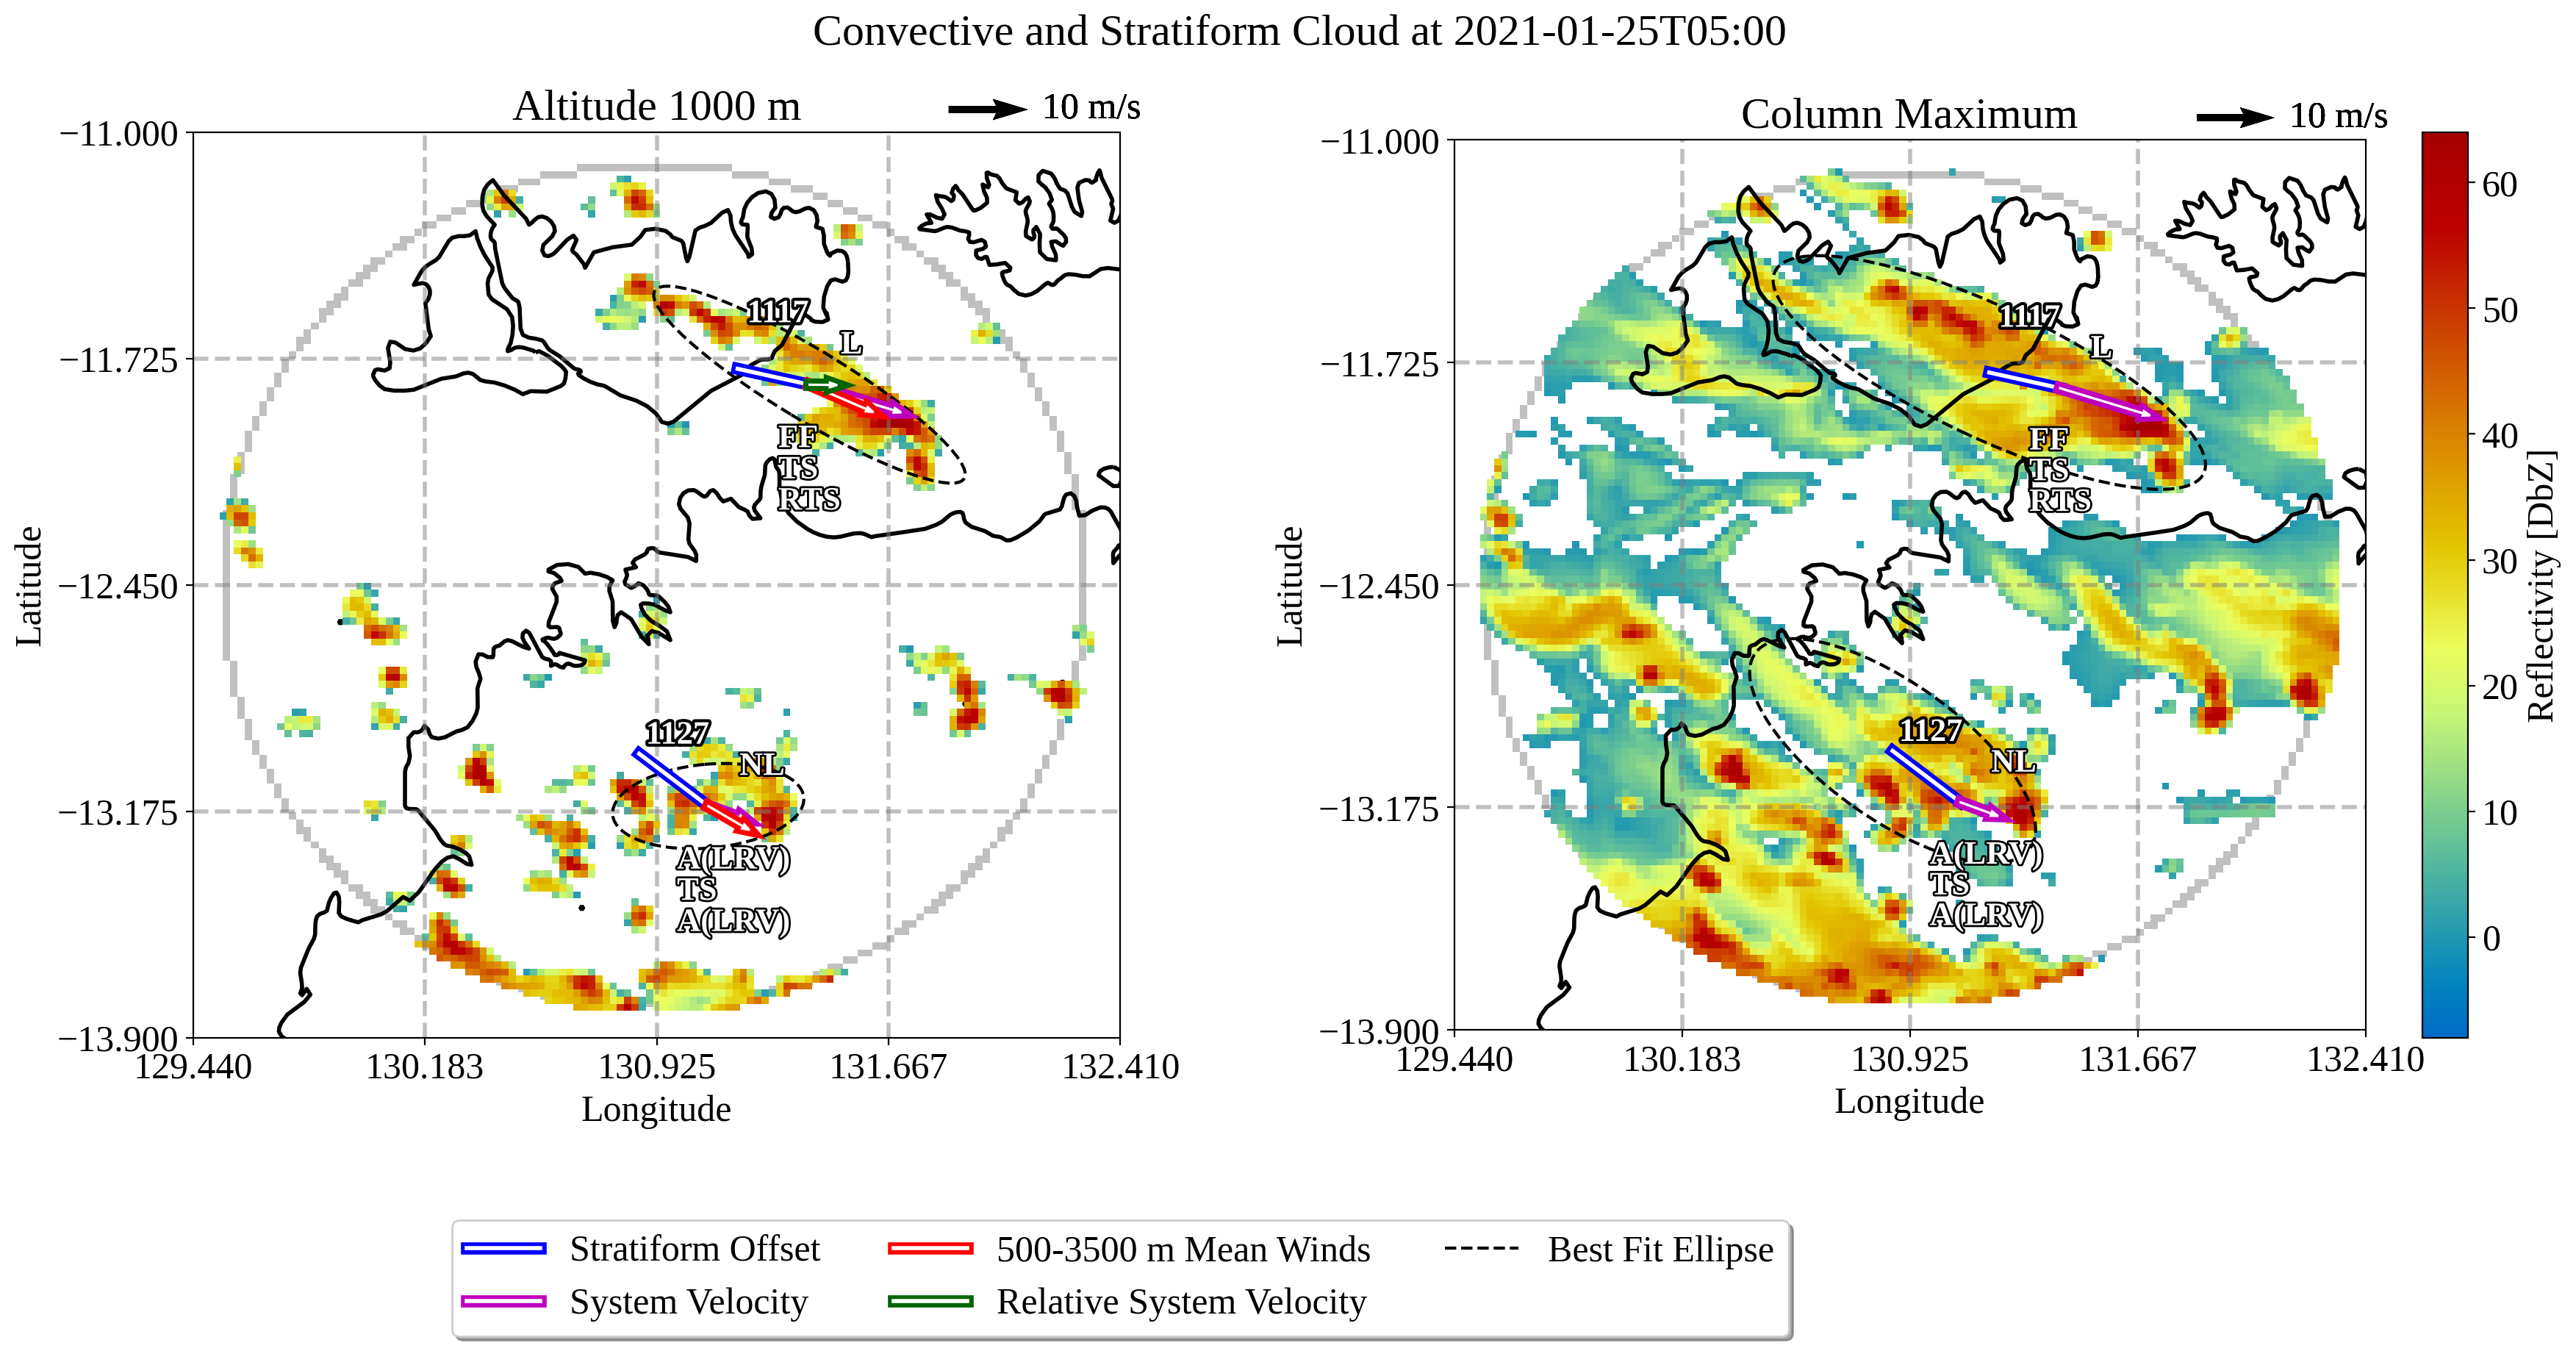 Convective and Stratiform Cloud at 2021-01-25T05:00
Altitude 1000 m
10 m/s
−11.000
−11.725
−12.450
−13.175
−13.900
Latitude
129.440
130.183
130.925
131.667
132.410
Longitude
1117
L
FF
TS
RTS
1127
NL
A(LRV)
TS
A(LRV)
Column Maximum
10 m/s
−11.000
−11.725
−12.450
−13.175
−13.900
Latitude
129.440
130.183
130.925
131.667
132.410
Longitude
1117
L
FF
TS
RTS
1127
NL
A(LRV)
TS
A(LRV)
60
50
40
30
20
10
0
Reflectivity [DbZ]
Stratiform Offset
System Velocity
500-3500 m Mean Winds
Relative System Velocity
Best Fit Ellipse